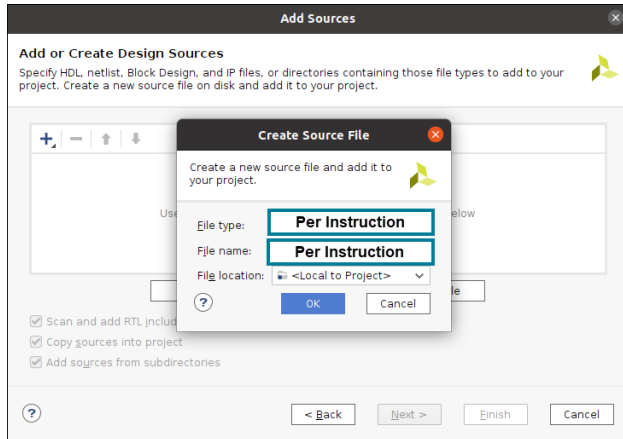 Add Sources
Add or Create Design Sources
Specify HDL, netlist, Block Design, and IP files, or directories containing those file types to add to your
project. Create a new source file on disk and add it to your project.
Create Source File
Create a new source file and add it to
your project.
Use
elow
File type: Per Instruction
File name: Per Instruction
File location: <Local to Project>
le
? OK Cancel
Scan and add RTL includ
Copy sources into project
Add sources from subdirectories
? < Back Next > Finish Cancel